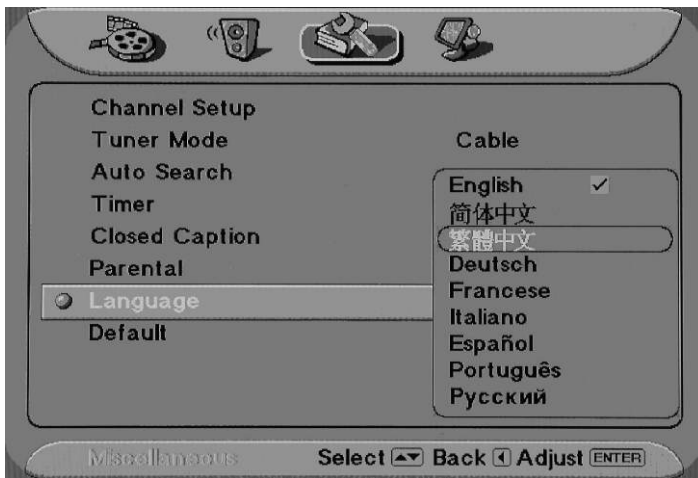 Channel Setup
Tuner Mode Cable
Auto Search
Timer
Closed Caption
Parental
Language
Default
English
简体中文
繁體中文
Deutsch
Francese
Italiano
Español
Português
Русский
Miscellaneous Select Back Adjust ENTER